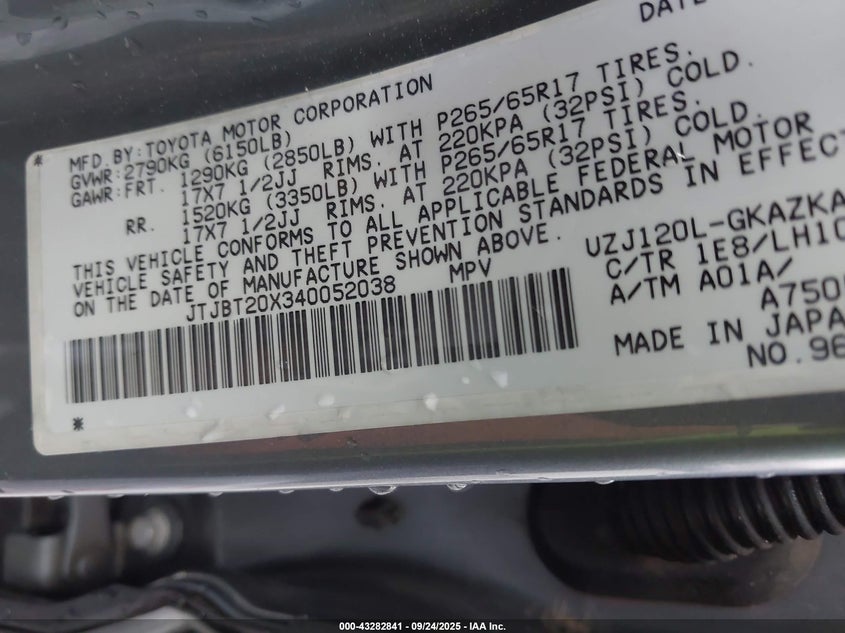 DATE
MFD. BY: TOYOTA MOTOR CORPORATION
GVWR: 2790KG (6150LB)
GAWR: FRT. 1290KG (2850LB) WITH P265/65R17 TIRES.
17X7 1/2JJ RIMS. AT 220KPA (32PSI) COLD.
RR. 1520KG (3350LB) WITH P265/65R17 TIRES.
17X7 1/2JJ RIMS. AT 220KPA (32PSI) COLD.
THIS VEHICLE CONFORMS TO ALL APPLICABLE FEDERAL MOTOR
VEHICLE SAFETY AND THEFT PREVENTION STANDARDS IN EFFECT
ON THE DATE OF MANUFACTURE SHOWN ABOVE.
JTJBT20X340052038 MPV
UZJ120L-GKAZKA
C/TR 1E8/LH10
A/TM A01A/
A750
MADE IN JAPA
NO.96
000-43282841 - 09/24/2025 - IAA Inc.